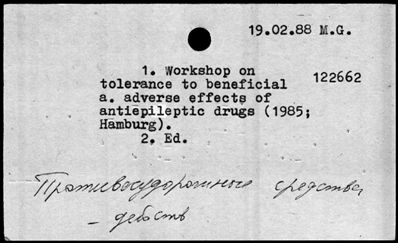 19.02.88 M.G.
1. Workshop on
tolerance to beneficial
a. adverse effects of
antiepileptic drugs (1985;
Hamburg).
2. Ed.
122662
Противосудорожные средства,
- действ